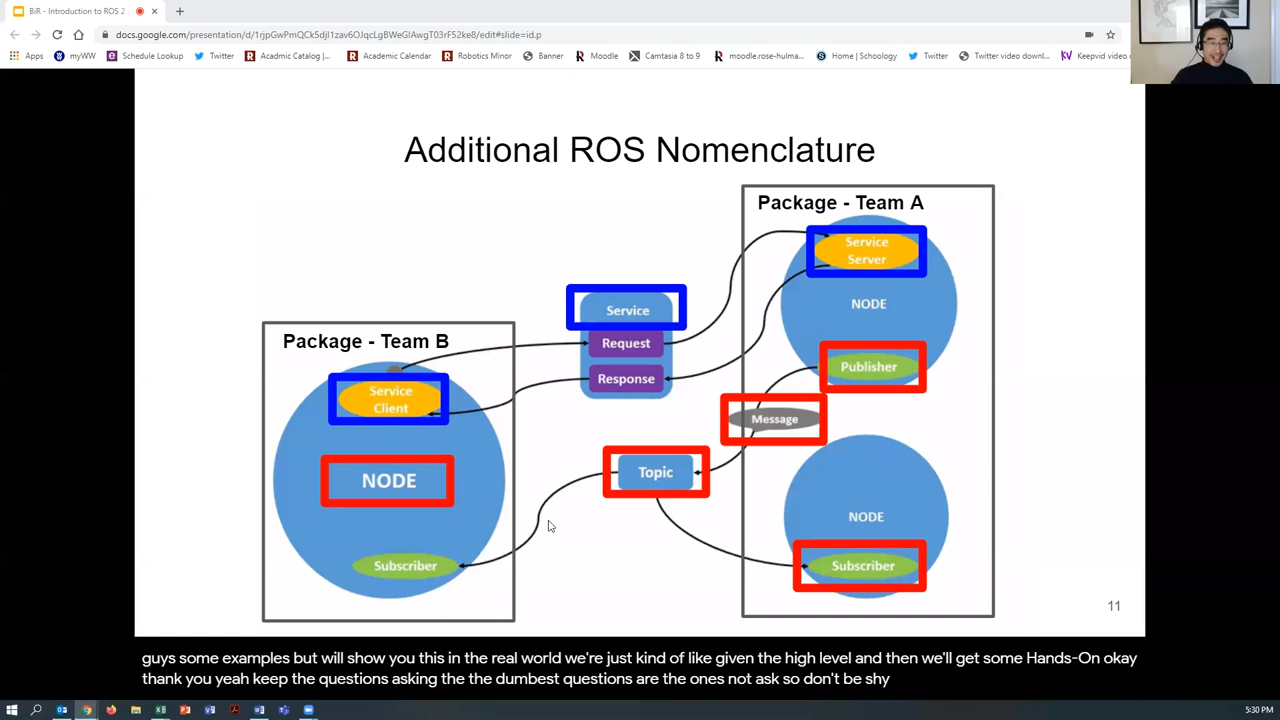 BiR - Introduction to ROS 2
docs.google.com/presentation/d/1rjpGwPmQCk5djI1zav6OJqcLgBWeGIAwgT03rF52ke8/edit#slide=id.p
Apps myWW Schedule Lookup Twitter Acadmic Catalog |... Academic Calendar Robotics Minor Banner Moodle Camtasia 8 to 9 moodle.rose-hulma... Home | Schoology Twitter Twitter video downl... Keepvid video
Additional ROS Nomenclature
Package - Team A
Service
Server
NODE
Service
Request
Response
Package - Team B
Service
Client
NODE
Subscriber
Publisher
Message
Topic
NODE
Subscriber
11
guys some examples but will show you this in the real world we're just kind of like given the high level and then we'll get some Hands-On okay
thank you yeah keep the questions asking the the dumbest questions are the ones not ask so don't be shy
5:30 PM